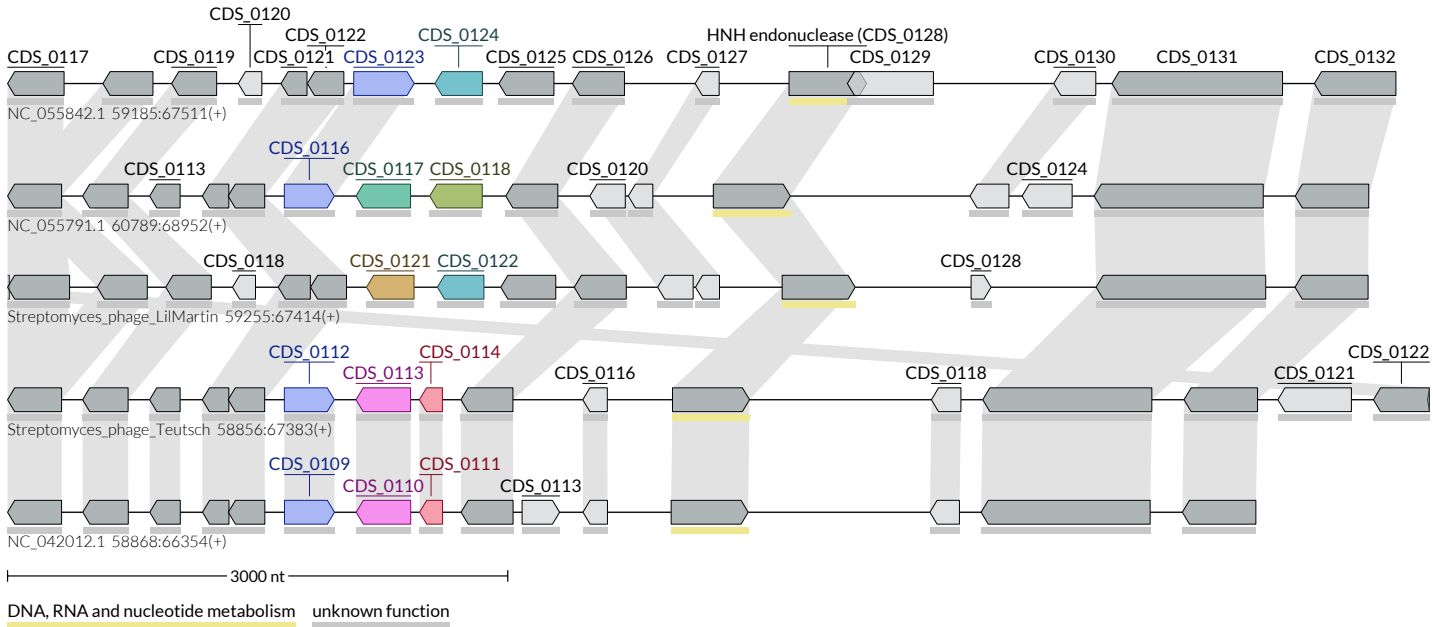 CDS_0120
CDS_0122 CDS_0124 HNH endonuclease (CDS_0128)
CDS_0117 CDS_0119 CDS_0121 CDS_0123 CDS_0125 CDS_0126 CDS_0127 CDS_0129 CDS_0130 CDS_0131 CDS_0132
NC_055842.1 59185:67511(+)
CDS_0116
CDS_0113 CDS_0117 CDS_0118 CDS_0120 CDS_0124
NC_055791.1 60789:68952(+)
CDS_0118 CDS_0121 CDS_0122 CDS_0128
Streptomyces_phage_LilMartin 59255:67414(+)
CDS_0112 CDS_0114 CDS_0122
CDS_0113 CDS_0116 CDS_0118 CDS_0121
Streptomyces_phage_Teutsch 58856:67383(+)
CDS_0109 CDS_0111
CDS_0110 CDS_0113
NC_042012.1 58868:66354(+)
3000 nt
DNA, RNA and nucleotide metabolism unknown function